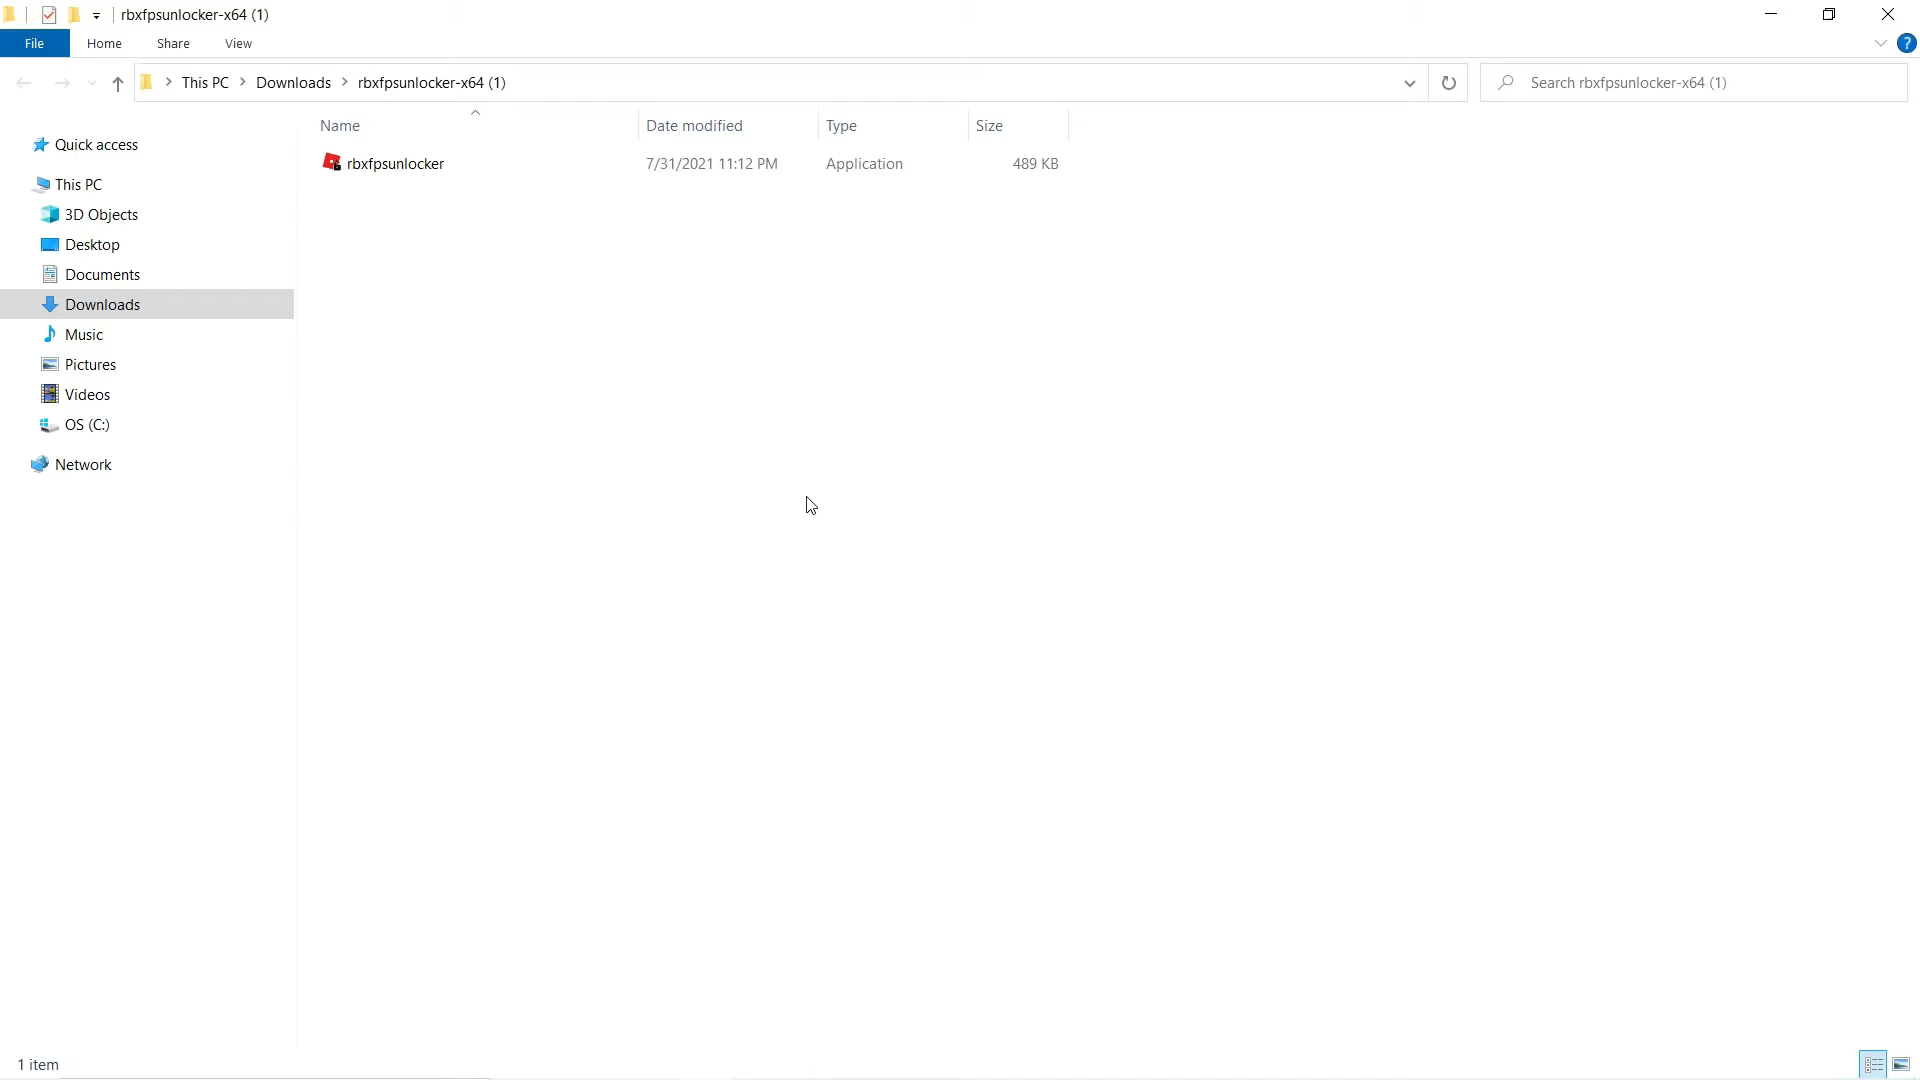 rbxfpsunlocker-x64 (1)
File Home Share View
?
This PC Downloads rbxfpsunlocker-x64 (1)
Search rbxfpsunlocker-x64 (1)
Name Date modified Type Size
rbxfpsunlocker 7/31/2021 11:12 PM Application 489 KB
Quick access
This PC
3D Objects
Desktop
Documents
Downloads
Music
Pictures
Videos
OS (C:)
Network
1 item